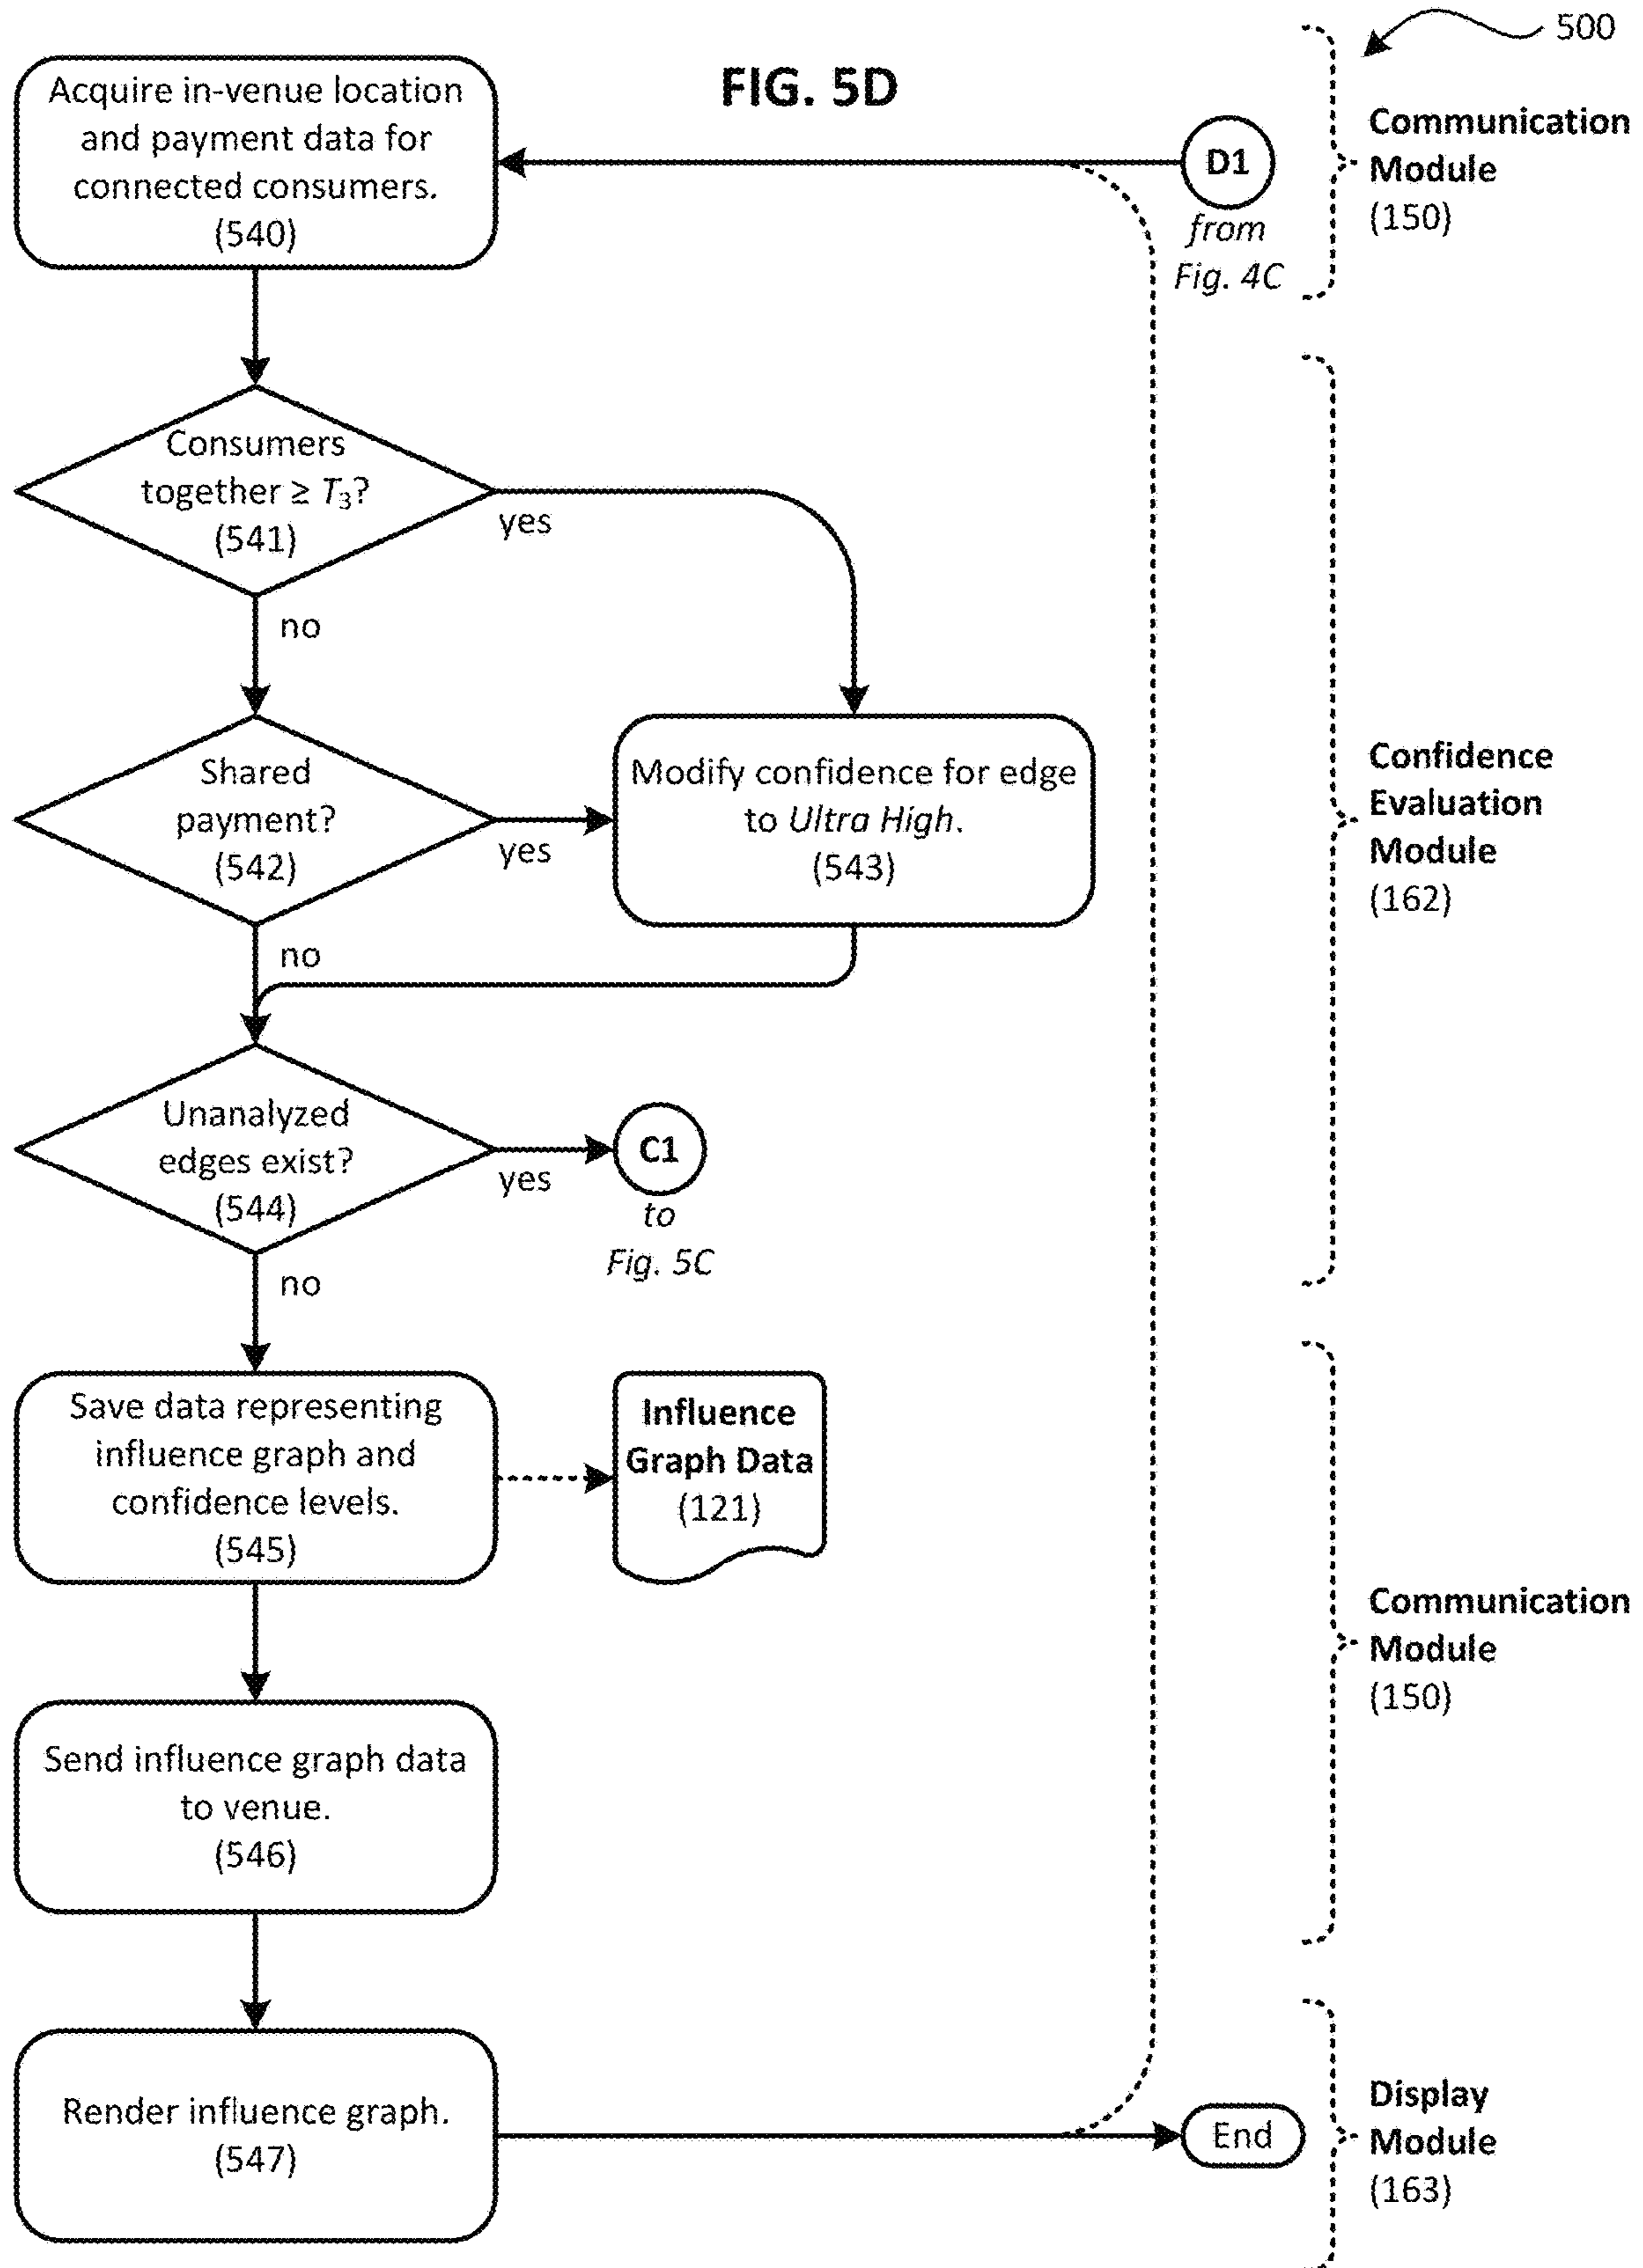 500
FIG. 5D
Acquire in-venue location
and payment data for
connected consumers.
(540)
D1
from
Fig. 4C
Communication
Module
(150)
Consumers
together ≥ T3?
(541)
yes
no
Shared
payment?
(542)
yes
no
Modify confidence for edge
to Ultra High.
(543)
Confidence
Evaluation
Module
(162)
Unanalyzed
edges exist?
(544)
yes
no
C1
to
Fig. 5C
Save data representing
influence graph and
confidence levels.
(545)
Influence
Graph Data
(121)
Communication
Module
(150)
Send influence graph data
to venue.
(546)
Render influence graph.
(547)
End
Display
Module
(163)